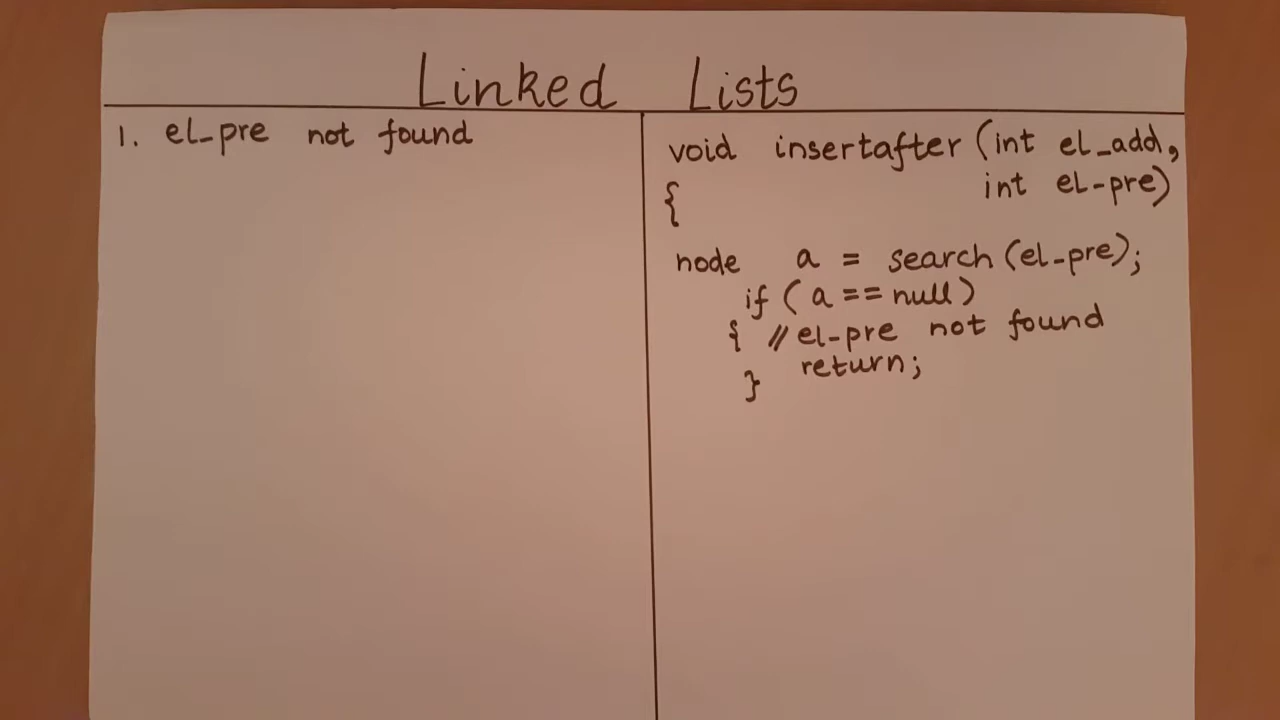 Linked Lists
1. el_pre not found
void insertafter (int el_add,
int el-pre)
{
node a = search (el-pre);
if ( a == null )
{ // el-pre not found
return;
}